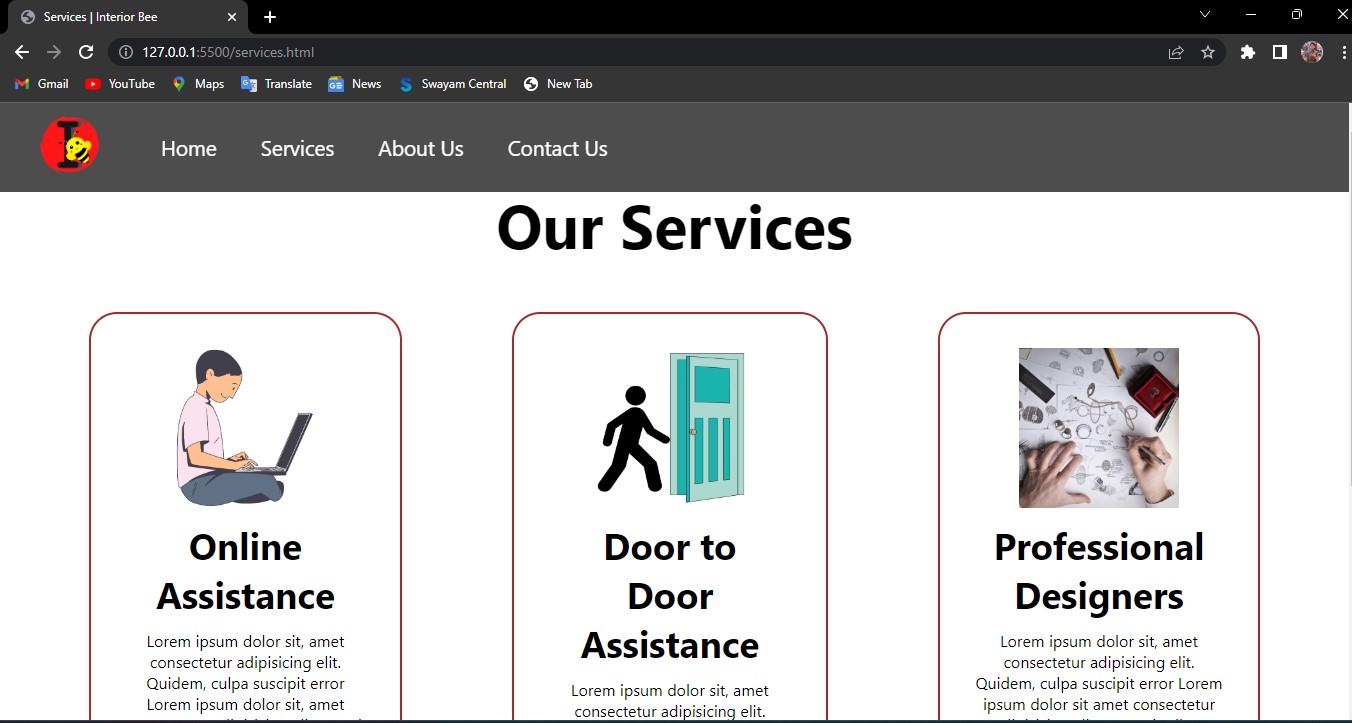 Services | Interior Bee
127.0.0.1:5500/services.html
Gmail YouTube Maps Translate News Swayam Central New Tab
I
Home Services About Us Contact Us
Our Services
Online
Assistance
Lorem ipsum dolor sit, amet
consectetur adipisicing elit.
Quidem, culpa suscipit error
Lorem ipsum dolor sit, amet
Door to
Door
Assistance
Lorem ipsum dolor sit, amet
consectetur adipisicing elit.
Professional
Designers
Lorem ipsum dolor sit, amet
consectetur adipisicing elit.
Quidem, culpa suscipit error Lorem
ipsum dolor sit amet consectetur